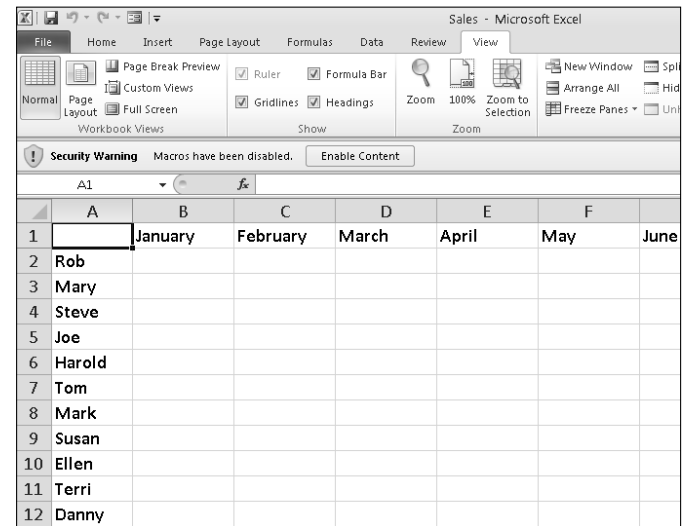 Sales - Microsoft Excel
File Home Insert Page Layout Formulas Data Review View
Normal
Page Layout
Page Break Preview
Custom Views
Full Screen
Workbook Views
Ruler Formula Bar
Gridlines Headings
Show
Zoom
100%
Zoom to Selection
Zoom
New Window
Arrange All
Freeze Panes
Spli
Hid
Security Warning Macros have been disabled. Enable Content
A1 fx
A B C D E F
1 January February March April May June
2 Rob
3 Mary
4 Steve
5 Joe
6 Harold
7 Tom
8 Mark
9 Susan
10 Ellen
11 Terri
12 Danny